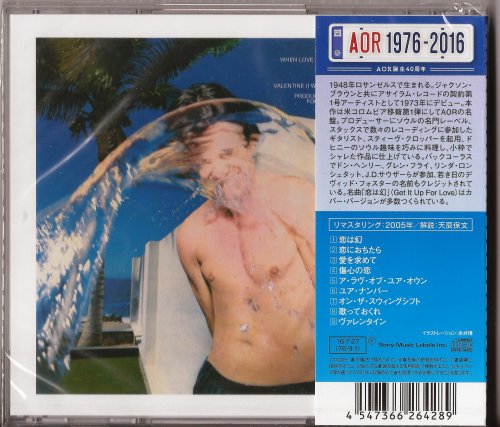 WHEN LOVE
VALENTINE (I W
PRODUC
FOR
AOR 1976-2016
AOR誕生40周年
1948年ロサンゼルスで生まれる。ジャクソン・
ブラウンと共にアサイラム・レコードの契約第
1号アーティストとして1973年にデビュー。本
作は米コロムビア移籍第1弾にしてAORの名
盤。プロデューサーにソウルの名門レーベル、
スタックスで数々のレコーディングに参加した
ギタリスト、スティーヴ・クロッパーを起用、ド
ヒニーのソウル趣味を巧みに料理し、小粋で
シャレた作品に仕上げている。バックコーラス
でドン・ヘンリー、グレン・フライ、リンダ・ロン
シュタット、J.D.サウザーらが参加、若き日のデ
ヴィッド・フォスターの名前もクレジットされて
いる。名曲「恋は幻」(Get It Up For Love)はカ
バー・バージョンが多数つくられている。
リマスタリング：2005年／解説：天辰保文
1 恋は幻
2 恋におちたら
3 愛を求めて
4 傷心の恋
5 ア・ラヴ・オブ・ユア・オウン
6 ユア・ナンバー
7 オン・ザ・スウィングシフト
8 歌っておくれ
9 ヴァレンタイン
イラストレーション：永井博
16・7・27
Sony Music Labels Inc.
4 547366 264289